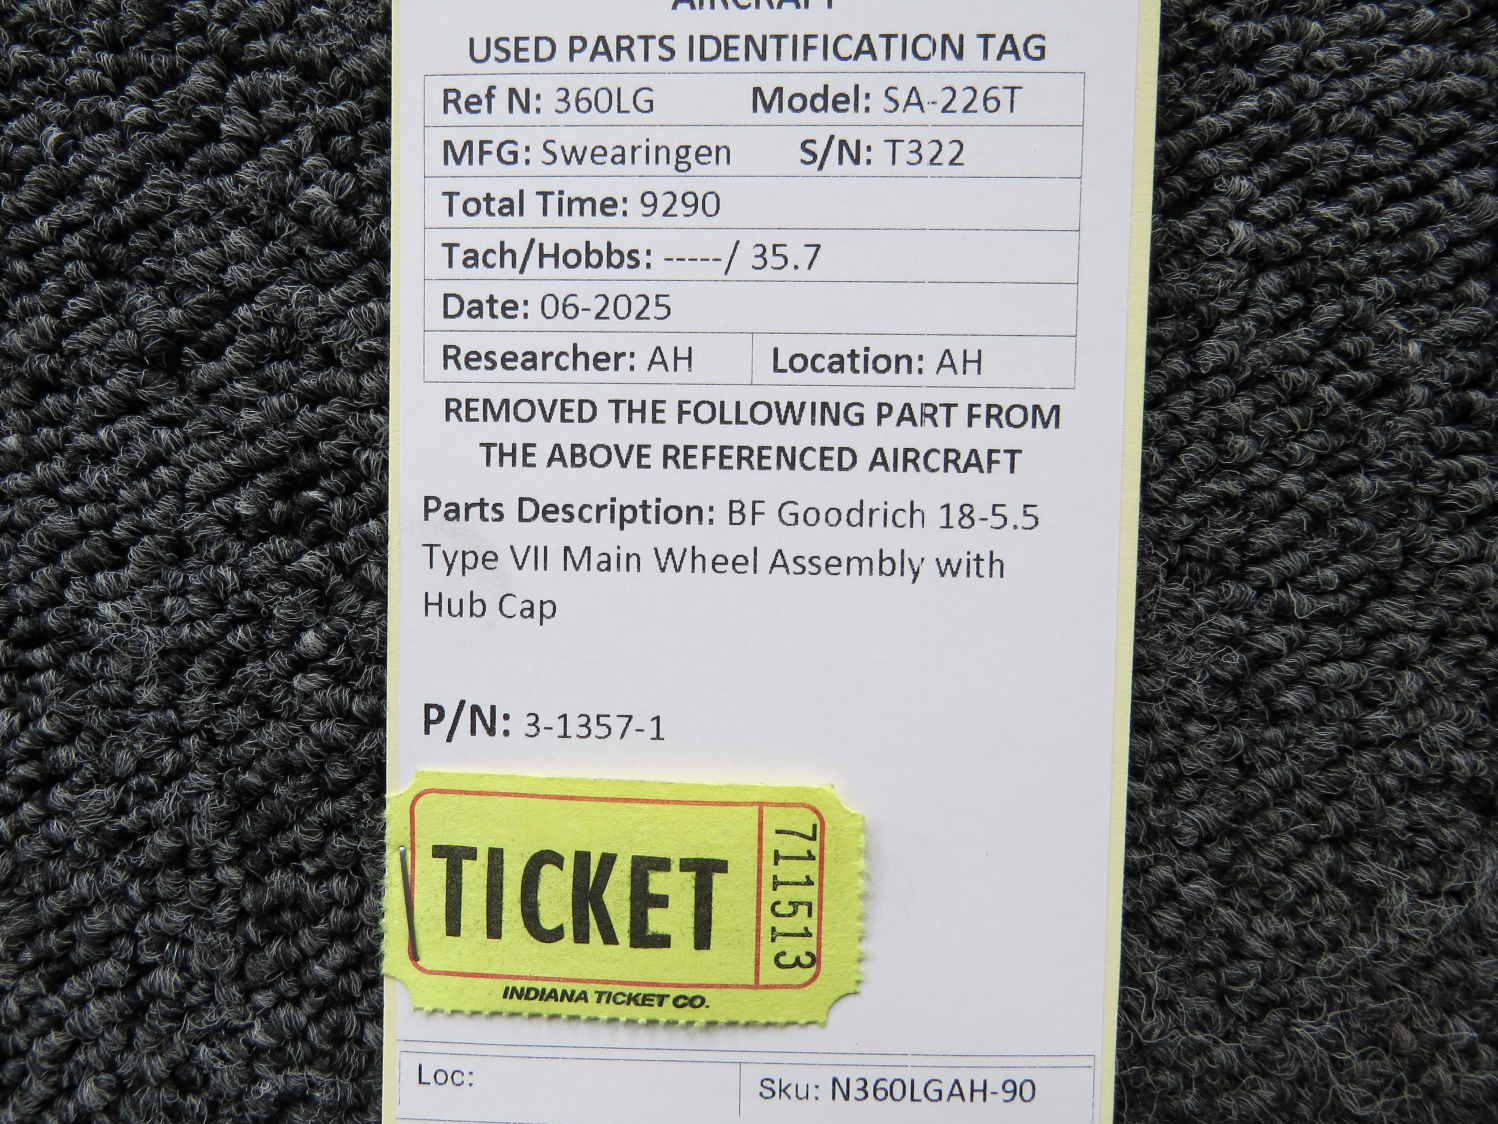 AIRCRAFT
USED PARTS IDENTIFICATION TAG
Ref N: 360LG Model: SA-226T
MFG: Swearingen S/N: T322
Total Time: 9290
Tach/Hobbs: -----/ 35.7
Date: 06-2025
Researcher: AH Location: AH
REMOVED THE FOLLOWING PART FROM
THE ABOVE REFERENCED AIRCRAFT
Parts Description: BF Goodrich 18-5.5
Type VII Main Wheel Assembly with
Hub Cap
P/N: 3-1357-1
TICKET
711513
INDIANA TICKET CO.
Loc:
Sku: N360LGAH-90